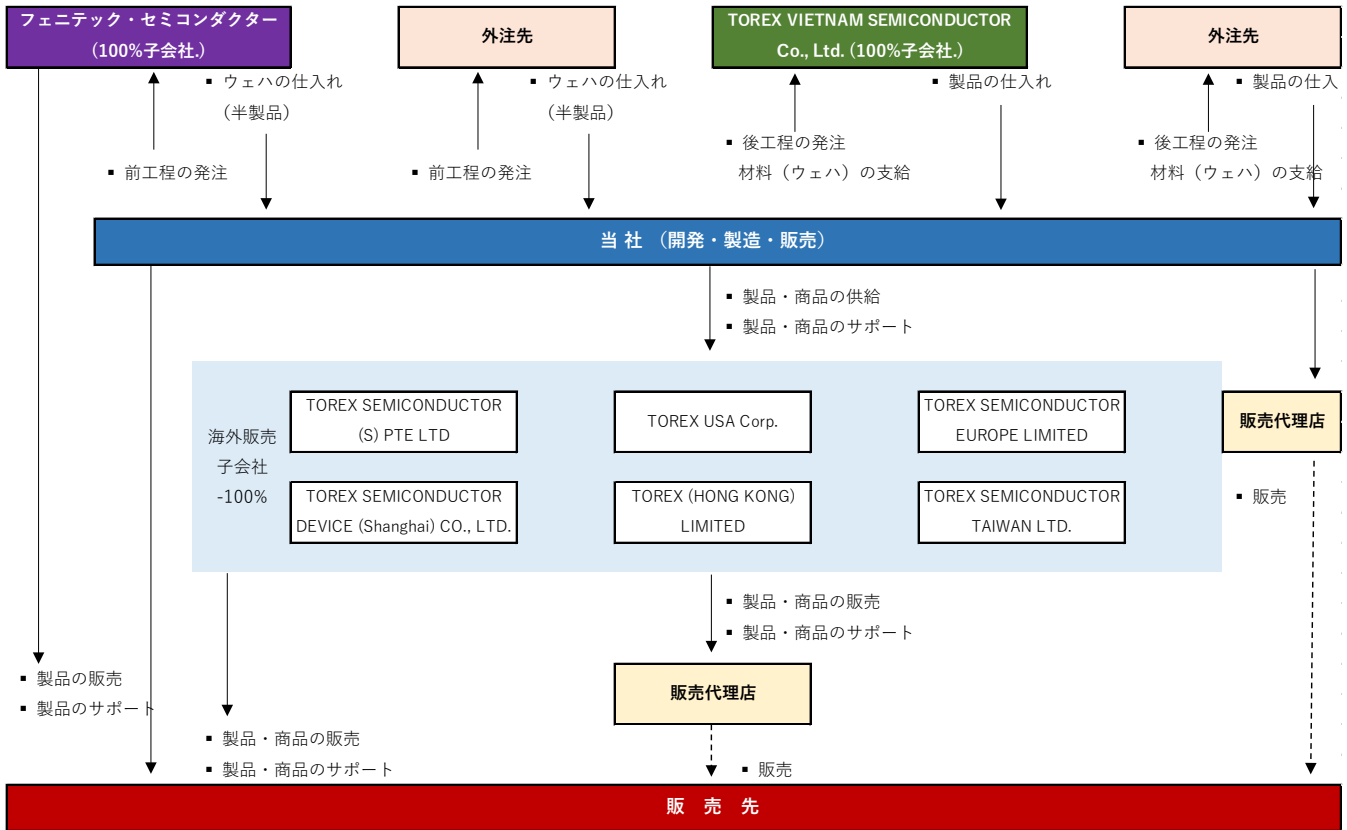 フェニテック・セミコンダクター
(100%子会社.)
外注先
TOREX VIETNAM SEMICONDUCTOR
Co., Ltd. (100%子会社.)
外注先
▪ ウェハの仕入れ
(半製品)
▪ ウェハの仕入れ
(半製品)
▪ 製品の仕入れ
▪ 製品の仕入
▪ 前工程の発注
▪ 前工程の発注
▪ 後工程の発注
材料（ウェハ）の支給
▪ 後工程の発注
材料（ウェハ）の支給
当 社 （開発・製造・販売）
▪ 製品・商品の供給
▪ 製品・商品のサポート
海外販売
子会社
-100%
TOREX SEMICONDUCTOR
(S) PTE LTD
TOREX USA Corp.
TOREX SEMICONDUCTOR
EUROPE LIMITED
販売代理店
TOREX SEMICONDUCTOR
DEVICE (Shanghai) CO., LTD.
TOREX (HONG KONG)
LIMITED
TOREX SEMICONDUCTOR
TAIWAN LTD.
▪ 販売
▪ 製品・商品の販売
▪ 製品・商品のサポート
▪ 製品の販売
▪ 製品のサポート
販売代理店
▪ 製品・商品の販売
▪ 製品・商品のサポート
▪ 販売
販 売 先